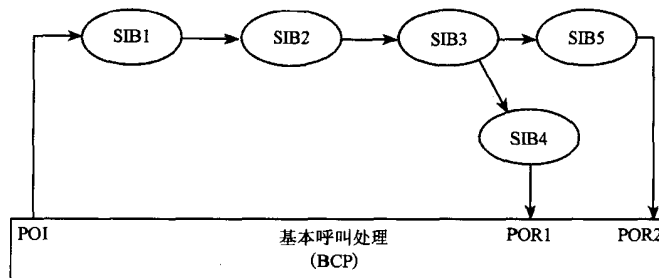 SIB1
SIB2
SIB3
SIB5
SIB4
POI
基本呼叫处理
(BCP)
POR1
POR2